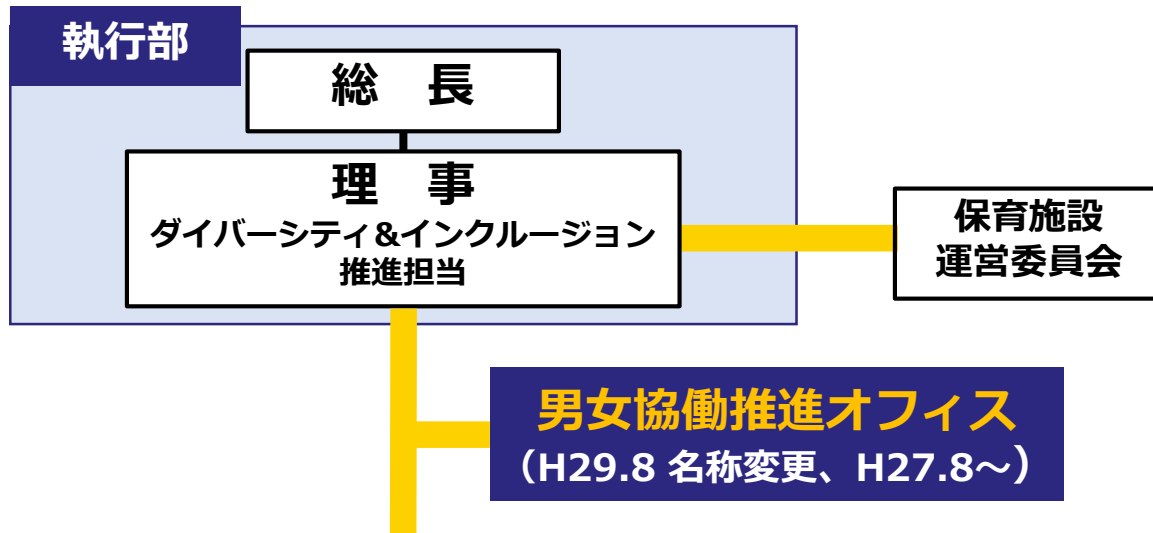 執行部
総　長
理　事
ダイバーシティ&インクルージョン
推進担当
保育施設
運営委員会
男女協働推進オフィス
（H29.8 名称変更、H27.8～）